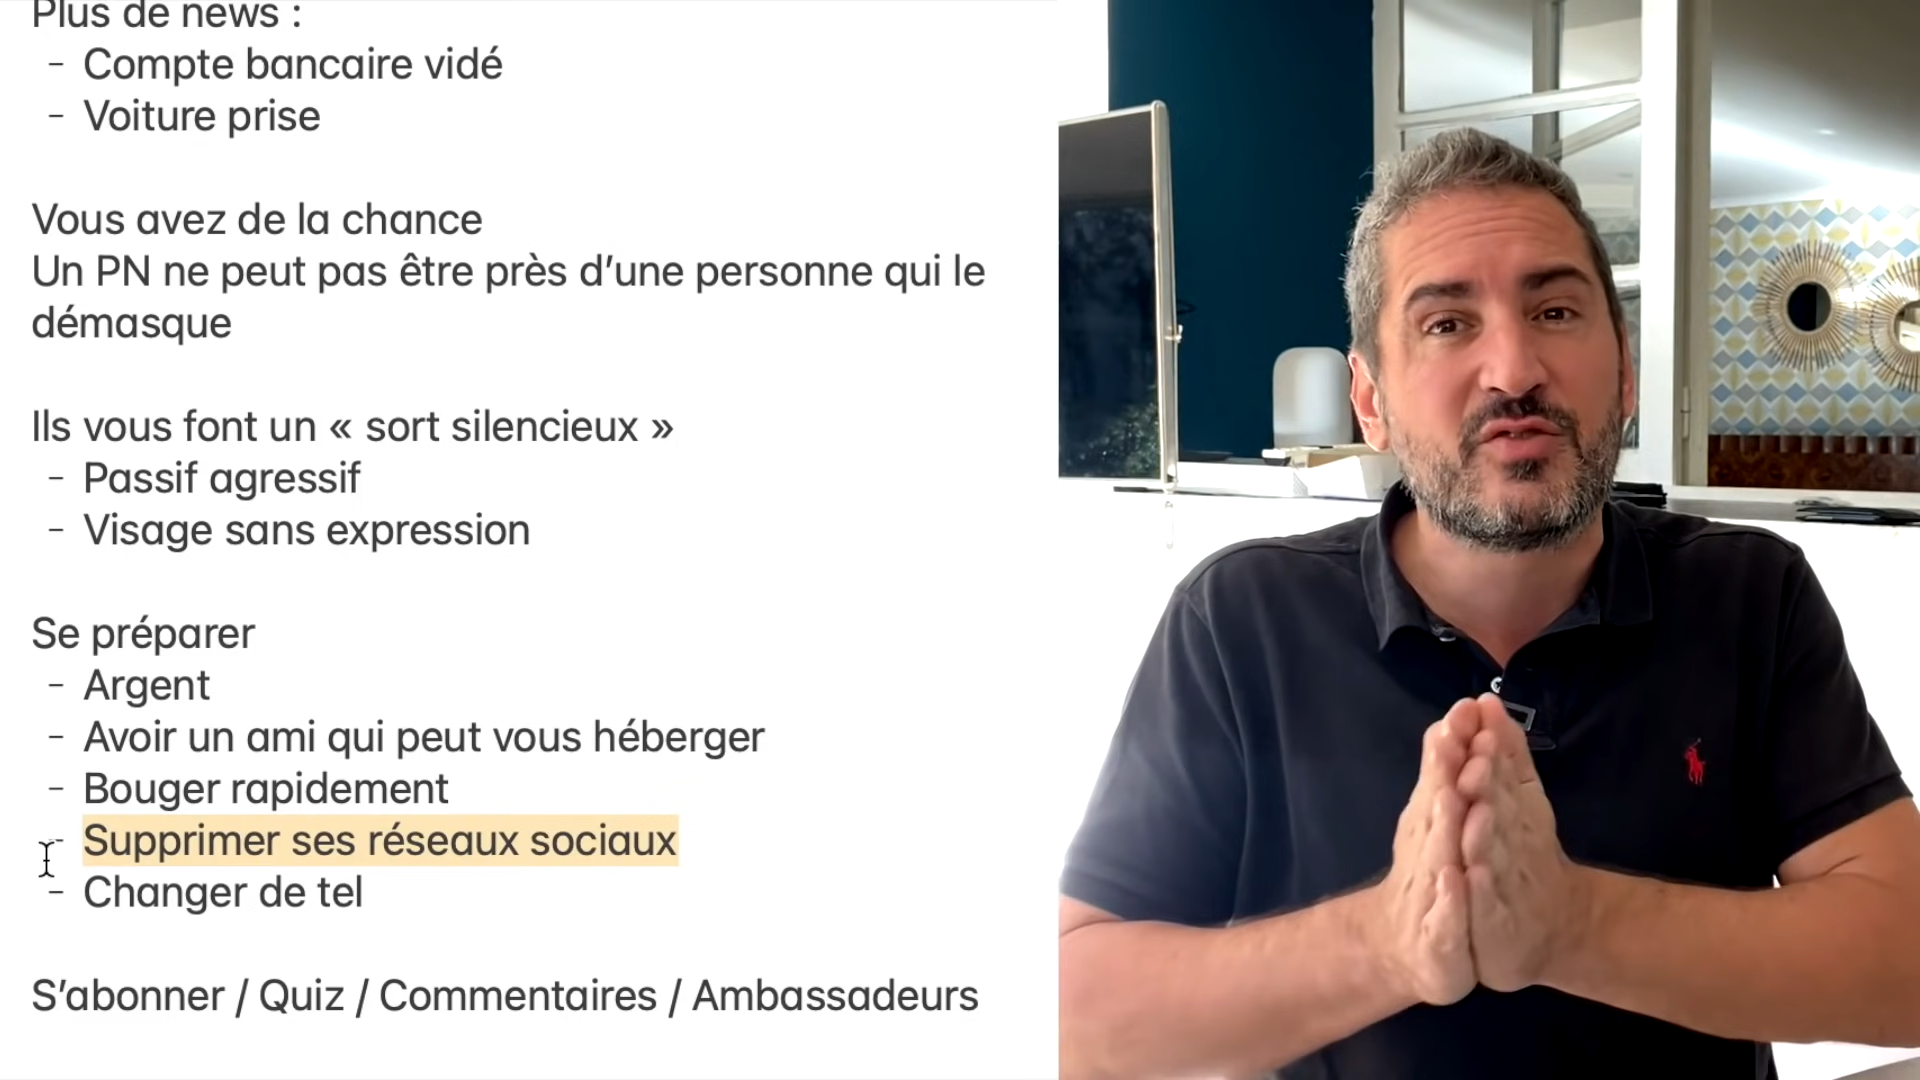 Plus de news :
- Compte bancaire vidé
- Voiture prise
Vous avez de la chance
Un PN ne peut pas être près d’une personne qui le
démasque
Ils vous font un « sort silencieux »
- Passif agressif
- Visage sans expression
Se préparer
- Argent
- Avoir un ami qui peut vous héberger
- Bouger rapidement
- Supprimer ses réseaux sociaux
- Changer de tel
S’abonner / Quiz / Commentaires / Ambassadeurs